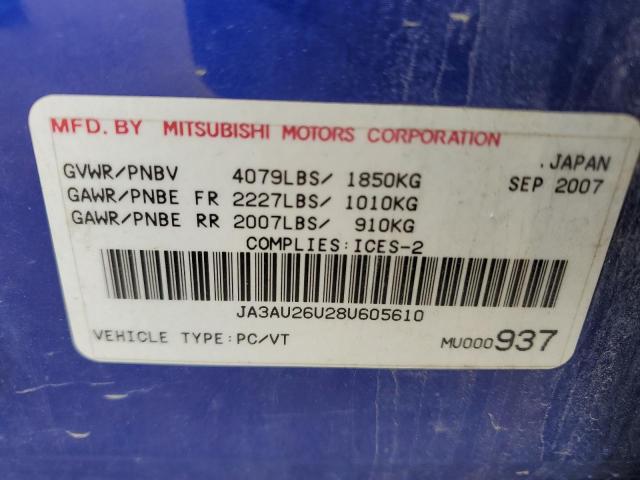 MFD. BY MITSUBISHI MOTORS CORPORATION
.JAPAN
GVWR/PNBV 4079LBS/ 1850KG SEP 2007
GAWR/PNBE FR 2227LBS/ 1010KG
GAWR/PNBE RR 2007LBS/ 910KG
COMPLIES:ICES-2
JA3AU26U28U605610
VEHICLE TYPE:PC/VT MU000937